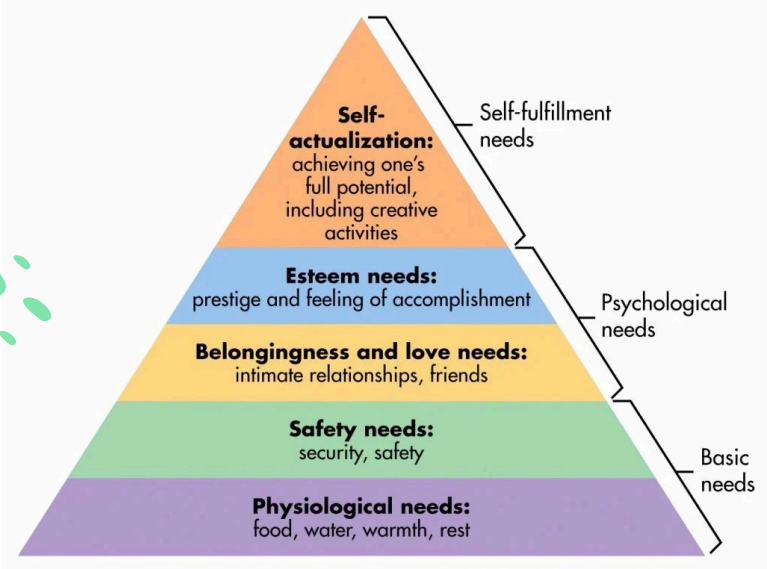 Self-
actualization:
achieving one's
full potential,
including creative
activities
Self-fulfillment
needs
Esteem needs:
prestige and feeling of accomplishment
Psychological
needs
Belongingness and love needs:
intimate relationships, friends
Safety needs:
security, safety
Basic
needs
Physiological needs:
food, water, warmth, rest